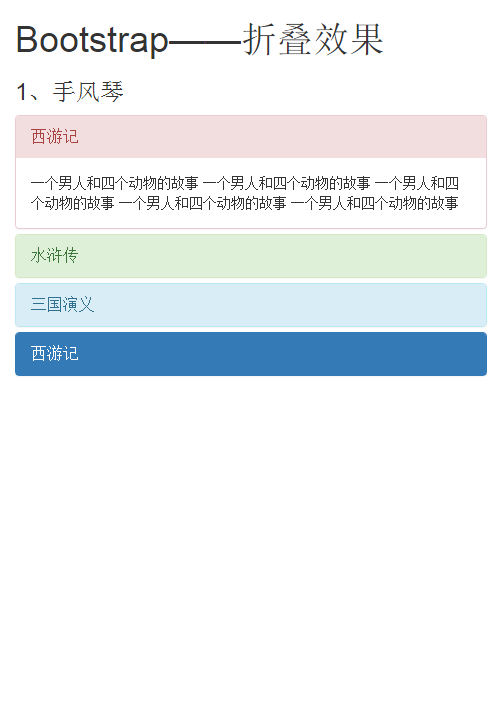 Bootstrap——折叠效果
1、手风琴
西游记
一个男人和四个动物的故事 一个男人和四个动物的故事 一个男人和四
个动物的故事 一个男人和四个动物的故事 一个男人和四个动物的故事
水浒传
三国演义
西游记